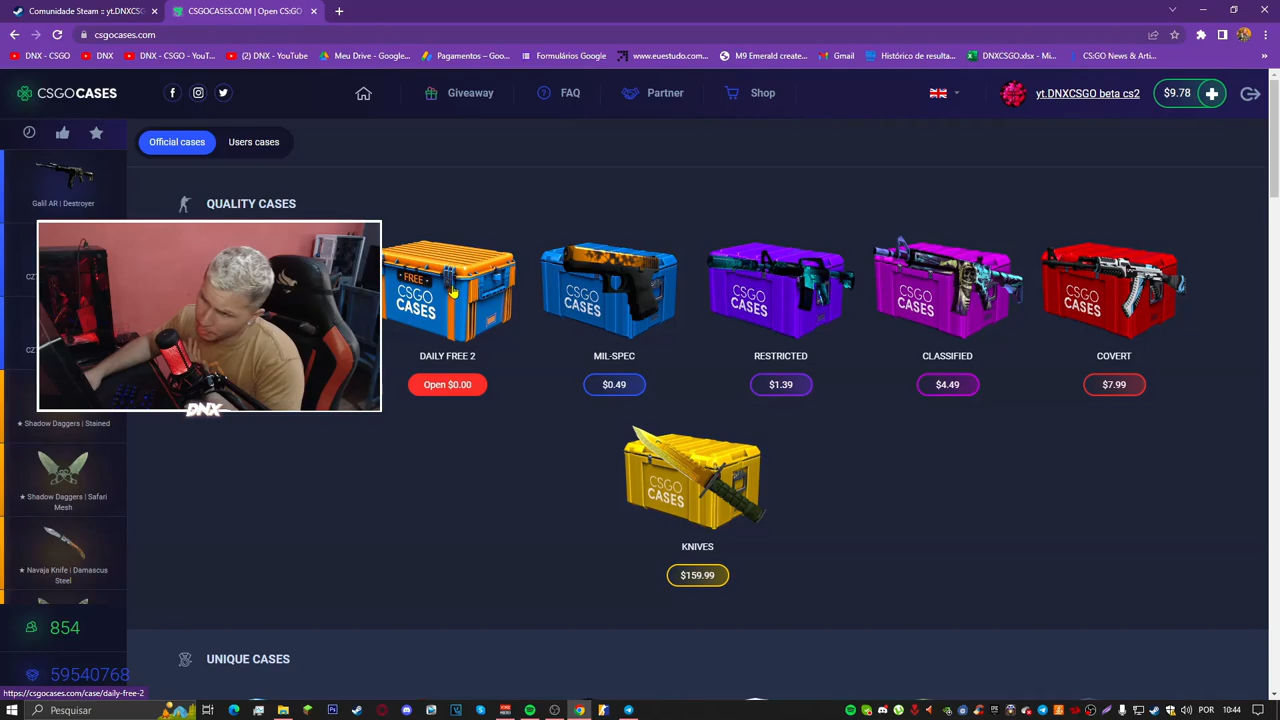 Comunidade Steam :: yt.DNXCS
CSGOCASES.COM | Open CS:GO
csgocases.com
DNX - CSGO
DNX
DNX - CSGO - YouT...
(2) DNX - YouTube
Meu Drive - Google...
Pagamentos – Goo...
Formulários Google
www.euestudo.com...
M9 Emerald create...
Gmail
Histórico de resulta...
DNXCSGO.xlsx - Mi...
CS:GO News & Arti...
CSGOCASES
Giveaway
FAQ
Partner
Shop
yt.DNXCSGO beta cs2
$9.78
Official cases
Users cases
Galil AR | Destroyer
QUALITY CASES
FREE
CSGO
CASES
CSGO
CASES
CSGO
CASES
CSGO
CASES
CSGO
CASES
DAILY FREE 2
MIL-SPEC
RESTRICTED
CLASSIFIED
COVERT
Open $0.00
$0.49
$1.39
$4.49
$7.99
DNX
★ Shadow Daggers | Stained
★ Shadow Daggers | Safari
Mesh
★ Navaja Knife | Damascus
Steel
CSGO
CASES
KNIVES
$159.99
854
59540768
UNIQUE CASES
https://csgocases.com/case/daily-free-2
Pesquisar
POR
10:44